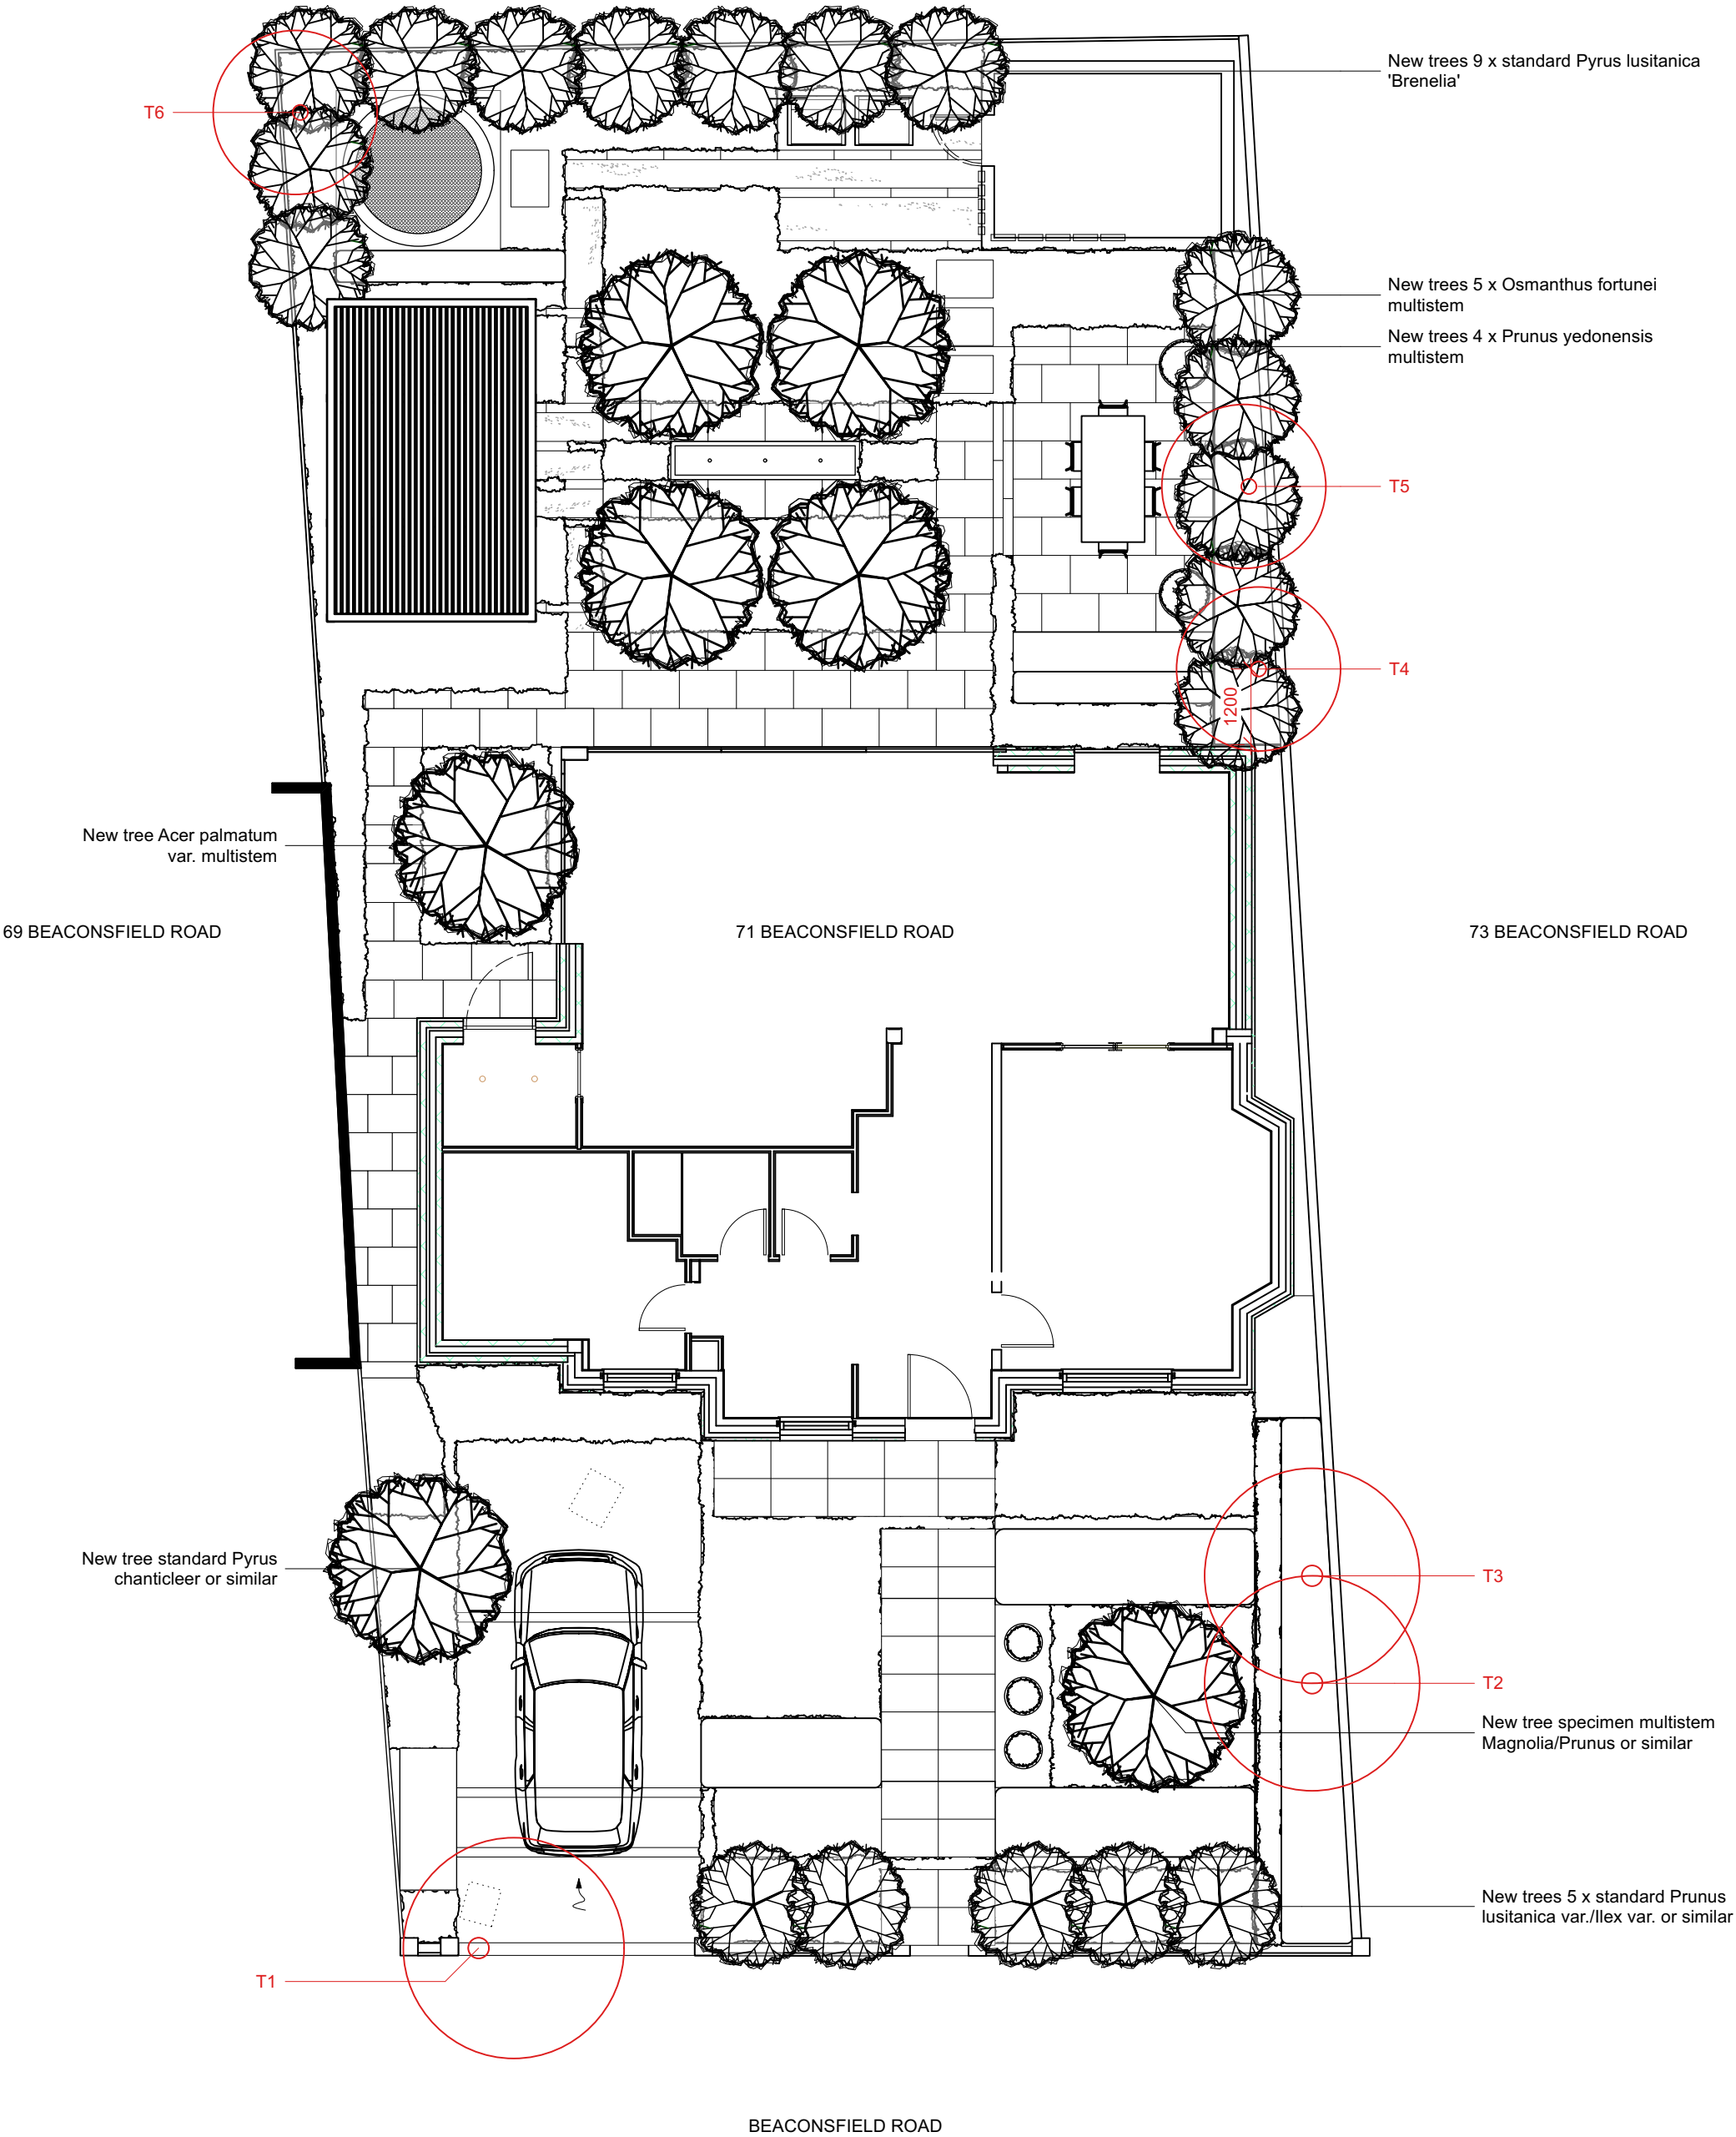 New trees 9 x standard Pyrus lusitanica
'Brenelia'
T6
New trees 5 x Osmanthus fortunei
multistem
New trees 4 x Prunus yedonensis
multistem
T5
T4
1200
New tree Acer palmatum
var. multistem
69 BEACONSFIELD ROAD
71 BEACONSFIELD ROAD
73 BEACONSFIELD ROAD
New tree standard Pyrus
chanticleer or similar
T3
T2
New tree specimen multistem
Magnolia/Prunus or similar
New trees 5 x standard Prunus
lusitanica var./Ilex var. or similar
T1
BEACONSFIELD ROAD